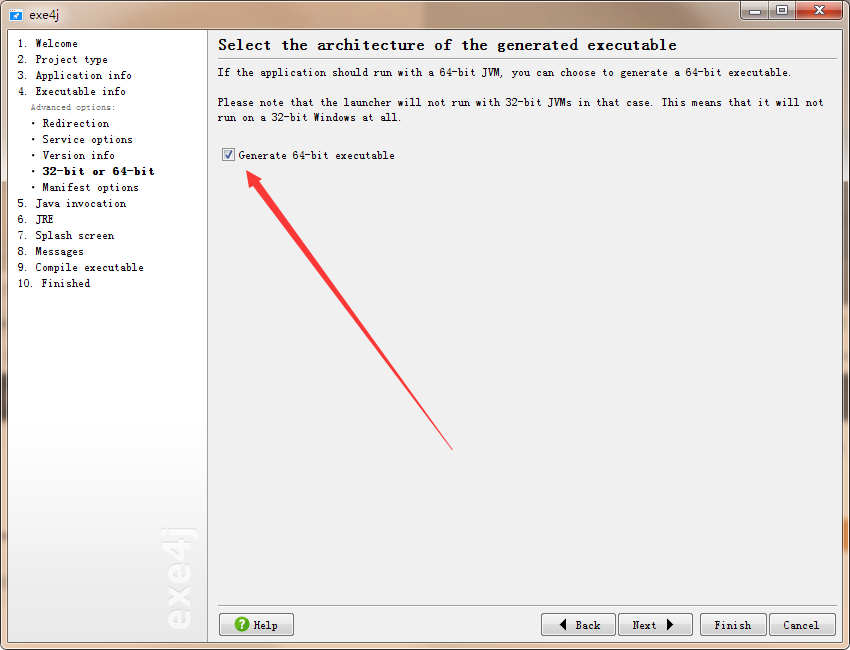 exe4j
1. Welcome
2. Project type
3. Application info
4. Executable info
Advanced options:
· Redirection
· Service options
· Version info
· 32-bit or 64-bit
· Manifest options
5. Java invocation
6. JRE
7. Splash screen
8. Messages
9. Compile executable
10. Finished
exe4j
Select the architecture of the generated executable
If the application should run with a 64-bit JVM, you can choose to generate a 64-bit executable.
Please note that the launcher will not run with 32-bit JVMs in that case. This means that it will not
run on a 32-bit Windows at all.
Generate 64-bit executable
Help
Back
Next
Finish
Cancel